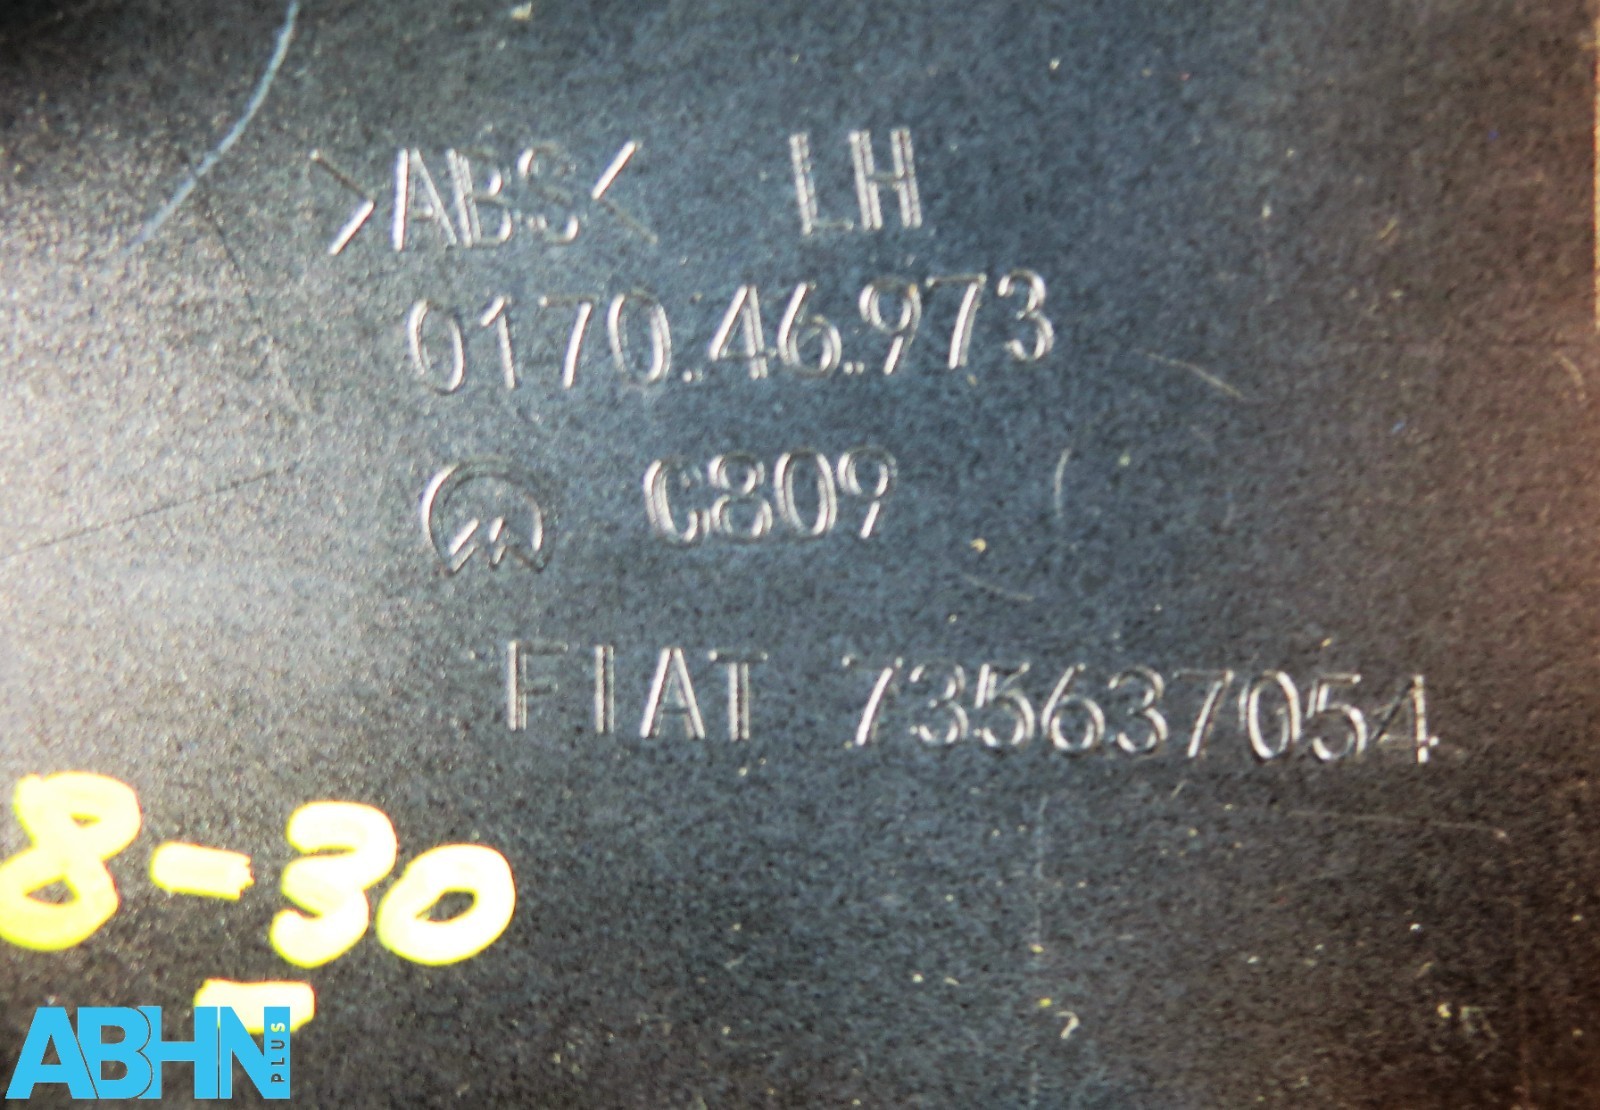 >ABS< LH
0170.46.973
C809
FIAT 735637054
8-30
ABHN PLUS